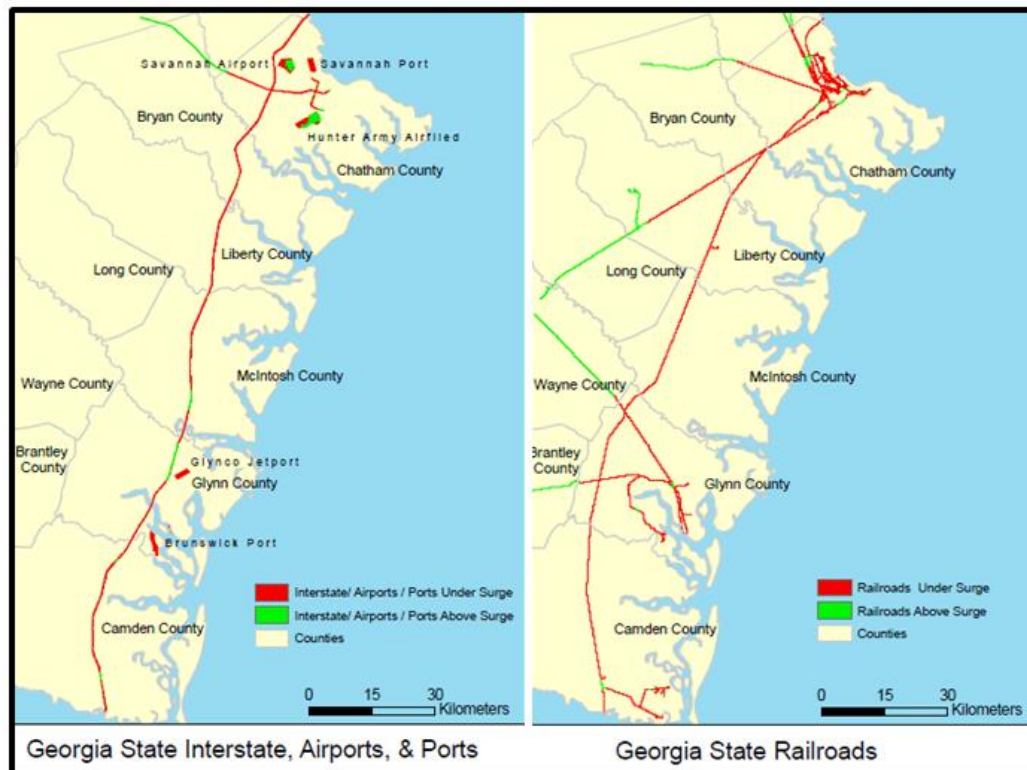 Savannah Airport
Savannah Port
Bryan County
Hunter Army Airflied
Chatham County
Liberty County
Long County
McIntosh County
Wayne County
Brantley
County
Glynco Jetport
Glynn County
Brunswick Port
Interstate/ Airports / Ports Under Surge
Interstate/ Airports / Ports Above Surge
Counties
Camden County
0 15 30
Kilometers
Georgia State Interstate, Airports, & Ports
Bryan County
Chatham County
Liberty County
Long County
McIntosh County
Wayne County
Brantley
County
Glynn County
Railroads Under Surge
Railroads Above Surge
Counties
Camden County
0 15 30
Kilometers
Georgia State Railroads